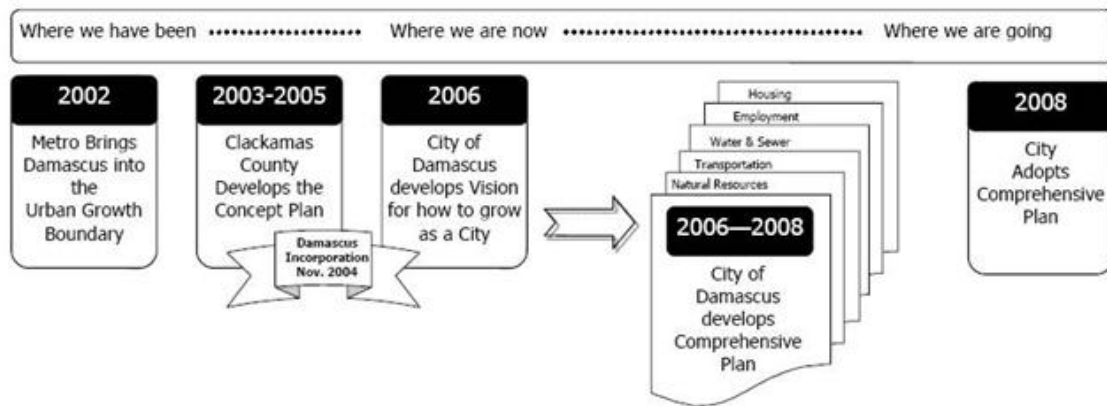 Where we have been
Where we are now
Where we are going
2002
Metro Brings
Damascus into
the
Urban Growth
Boundary
2003-2005
Clackamas
County
Develops the
Concept Plan
Damascus
Incorporation
Nov. 2004
2006
City of
Damascus
develops Vision
for how to grow
as a City
Housing
Employment
Water & Sewer
Transportation
Natural Resources
2006—2008
City of
Damascus
develops
Comprehensive
Plan
2008
City
Adopts
Comprehensive
Plan